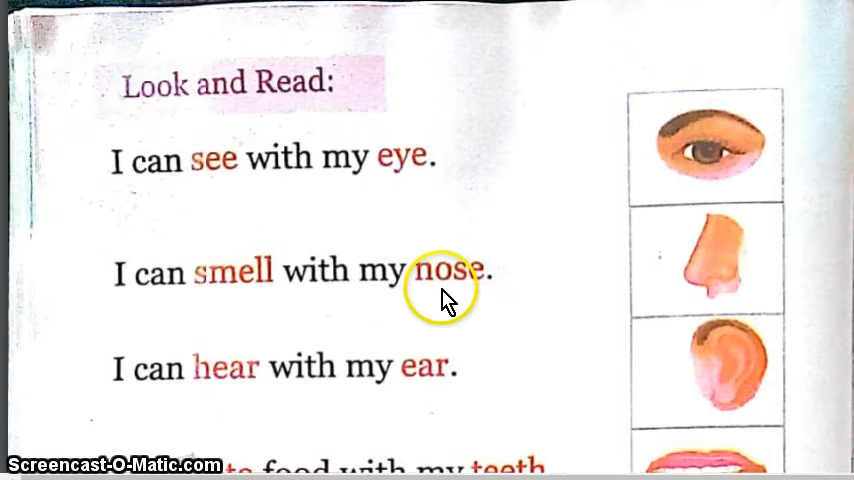 Look and Read:
I can see with my eye.
I can smell with my nose.
I can hear with my ear.
food with my teeth
Screencast-O-Matic.com